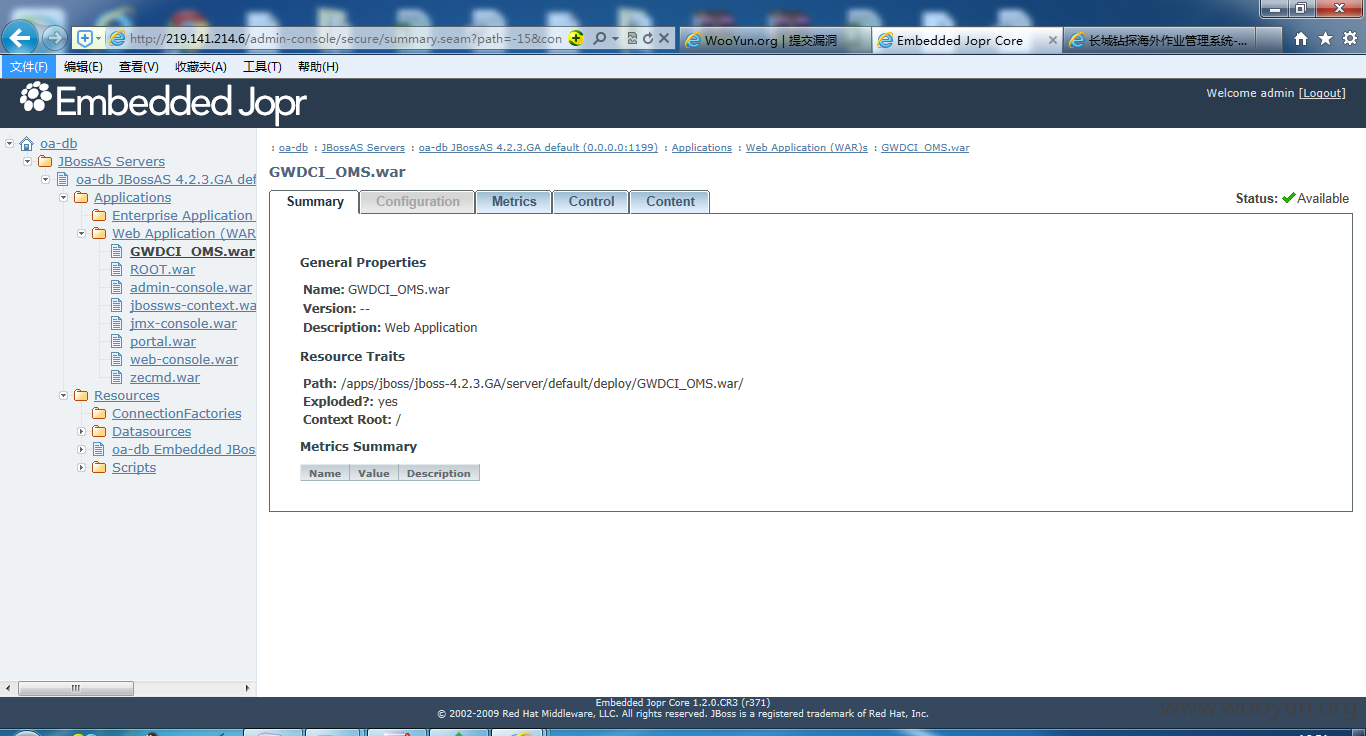 http://219.141.214.6/admin-console/secure/summary.seam?path=-15&con
WooYun.org | 提交漏洞
Embedded Jopr Core
长城钻探海外作业管理系统-...
文件(F) 编辑(E) 查看(V) 收藏夹(A) 工具(T) 帮助(H)
Embedded Jopr
Welcome admin [Logout]
oa-db
JBossAS Servers
oa-db JBossAS 4.2.3.GA def
Applications
Enterprise Application
Web Application (WAR
GWDCI_OMS.war
ROOT.war
admin-console.war
jbossws-context.wa
jmx-console.war
portal.war
web-console.war
zecmd.war
Resources
ConnectionFactories
Datasources
oa-db Embedded JBos
Scripts
: oa-db : JBossAS Servers : oa-db JBossAS 4.2.3.GA default (0.0.0.0:1199) : Applications : Web Application (WAR)s : GWDCI_OMS.war
GWDCI_OMS.war
Summary Configuration Metrics Control Content
Status: Available
General Properties
Name: GWDCI_OMS.war
Version: --
Description: Web Application
Resource Traits
Path: /apps/jboss/jboss-4.2.3.GA/server/default/deploy/GWDCI_OMS.war/
Exploded?: yes
Context Root: /
Metrics Summary
Name Value Description
Embedded Jopr Core 1.2.0.CR3 (r371)
© 2002-2009 Red Hat Middleware, LLC. All rights reserved. JBoss is a registered trademark of Red Hat, Inc.
www.wooyun.org